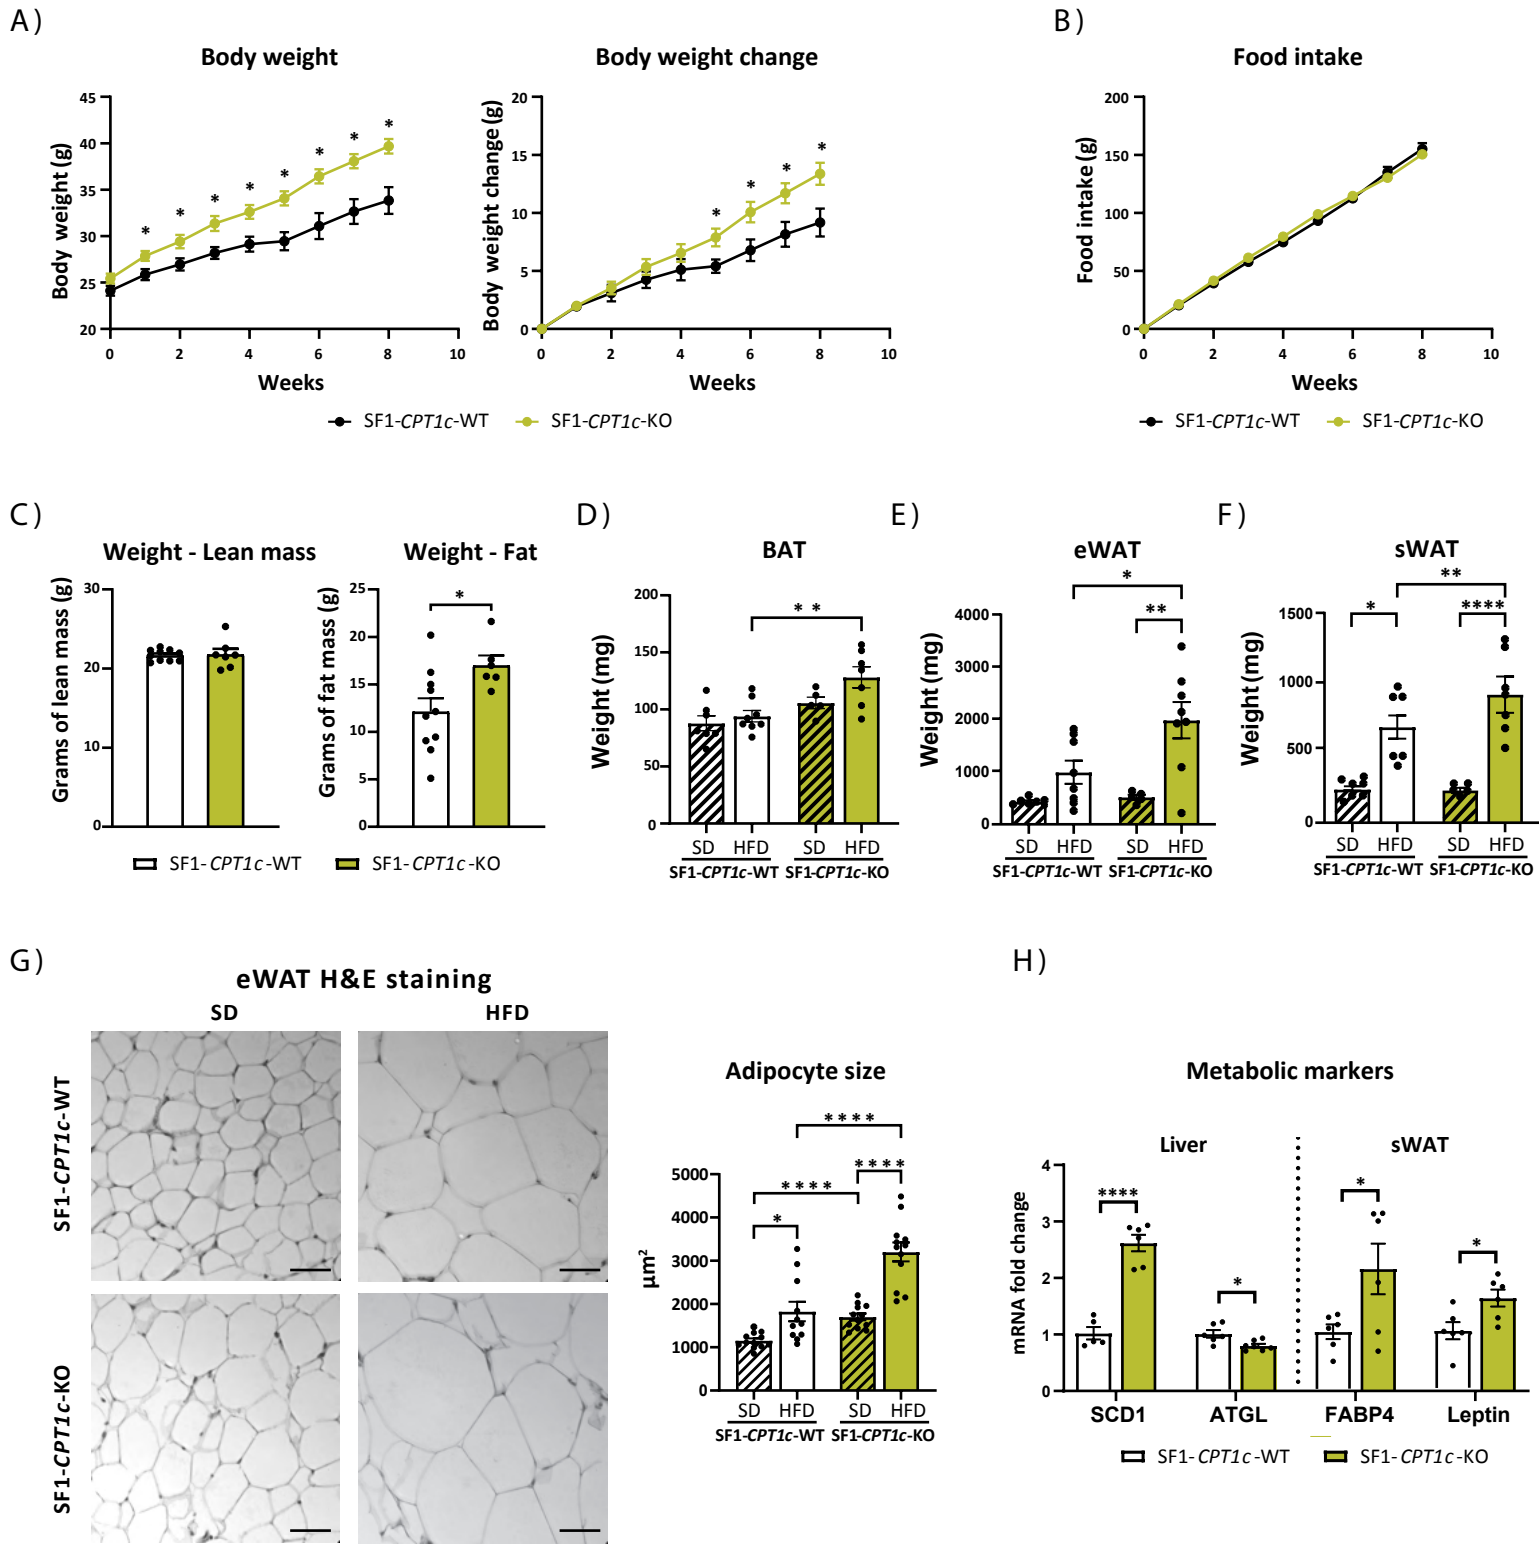 A)
B)
Body weight
Body weight change
Food intake
45
40
35
30
25
20
Body weight (g)
* * * * * * * *
0 2 4 6 8 10
Weeks
20
15
10
5
0
Body weight change (g)
* * * *
0 2 4 6 8 10
Weeks
200
150
100
50
0
Food intake (g)
0 2 4 6 8 10
Weeks
SF1-CPT1c-WT SF1-CPT1c-KO
SF1-CPT1c-WT SF1-CPT1c-KO
C)
D)
E)
F)
Weight - Lean mass
30
20
10
0
Grams of lean mass (g)
Weight - Fat
25
20
15
10
5
0
Grams of fat mass (g)
*
SF1-CPT1c-WT SF1-CPT1c-KO
BAT
200
150
100
50
0
Weight (mg)
**
SD HFD SD HFD
SF1-CPT1c-WT SF1-CPT1c-KO
eWAT
4000
3000
2000
1000
0
Weight (mg)
*
**
SD HFD SD HFD
SF1-CPT1c-WT SF1-CPT1c-KO
sWAT
1500
1000
500
0
Weight (mg)
**
* ****
SD HFD SD HFD
SF1-CPT1c-WT SF1-CPT1c-KO
G)
H)
eWAT H&E staining
SD HFD
SF1-CPT1c-WT
SF1-CPT1c-KO
Adipocyte size
5000
4000
3000
2000
1000
0
µm²
****
****
****
*
SD HFD SD HFD
SF1-CPT1c-WT SF1-CPT1c-KO
Metabolic markers
Liver sWAT
4
3
2
1
0
mRNA fold change
**** * * *
SCD1 ATGL FABP4 Leptin
SF1-CPT1c-WT SF1-CPT1c-KO